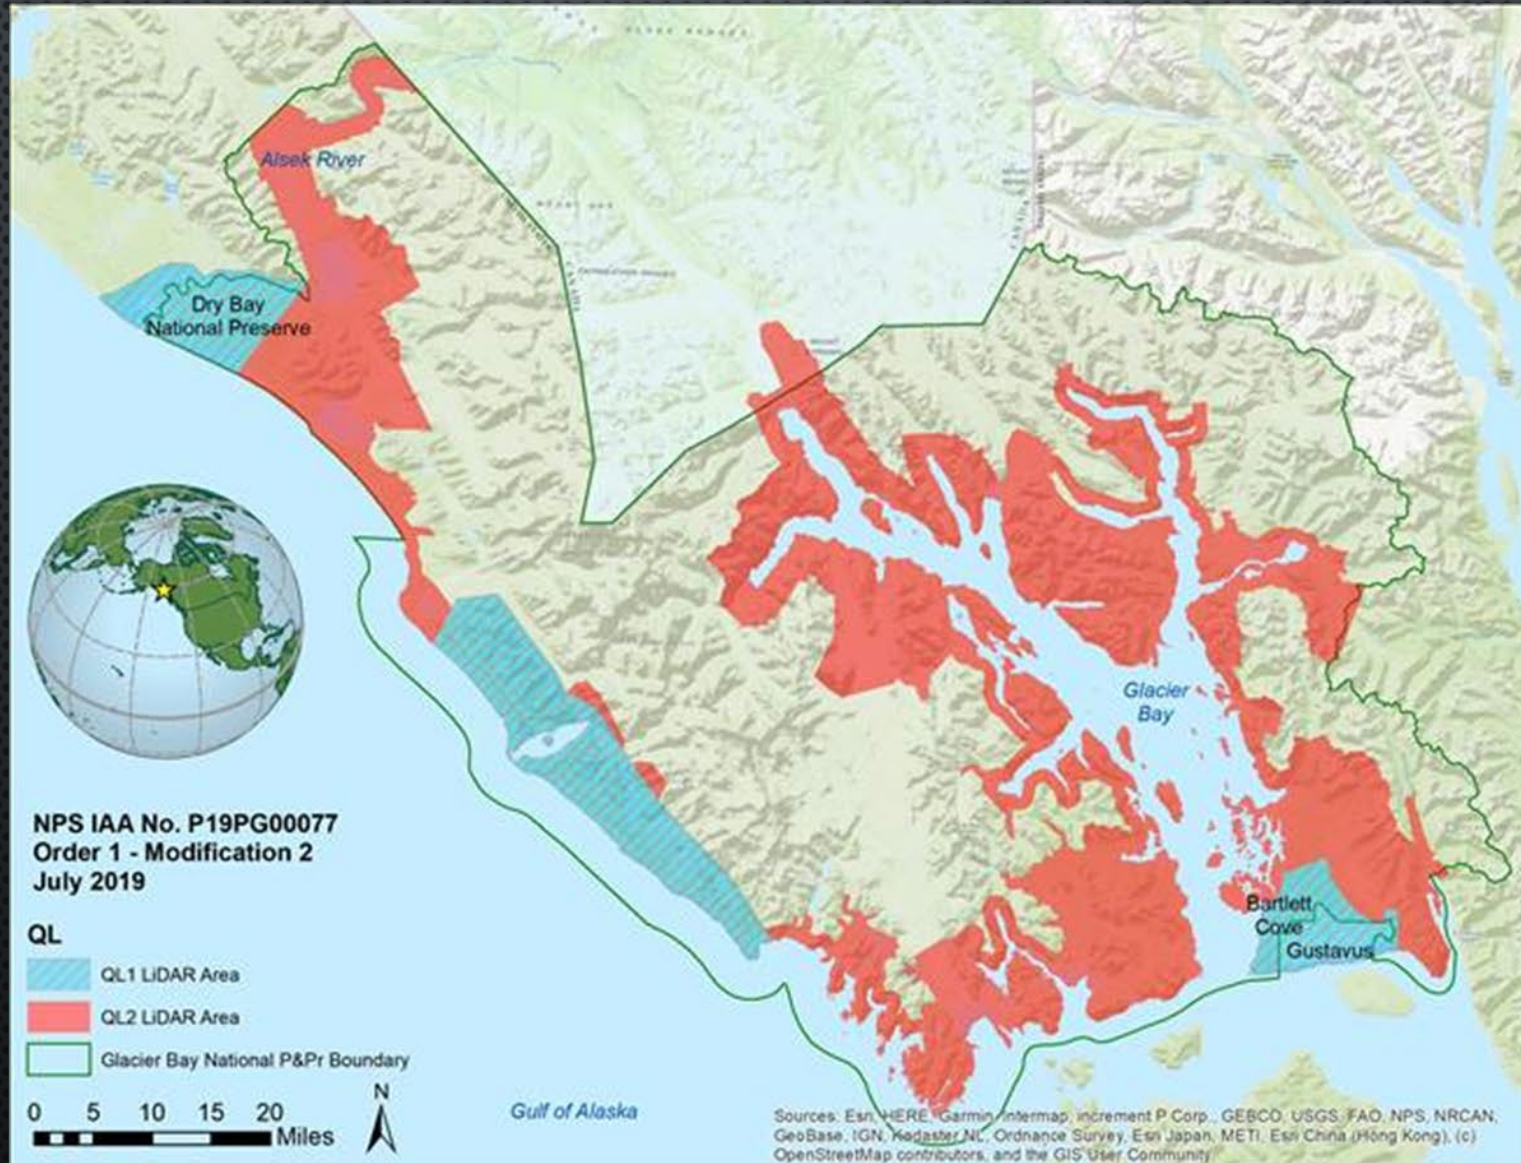 Alsek River
Dry Bay
National Preserve
Glacier
Bay
Bartlett
Cove
Gustavus
NPS IAA No. P19PG00077
Order 1 - Modification 2
July 2019
QL
QL1 LiDAR Area
QL2 LiDAR Area
Glacier Bay National P&Pr Boundary
0 5 10 15 20
Miles
N
Gulf of Alaska
Sources: Esri, HERE, Garmin, Intermap, increment P Corp., GEBCO, USGS, FAO, NPS, NRCAN,
GeoBase, IGN, Kadaster NL, Ordnance Survey, Esri Japan, METI, Esri China (Hong Kong), (c)
OpenStreetMap contributors, and the GIS User Community